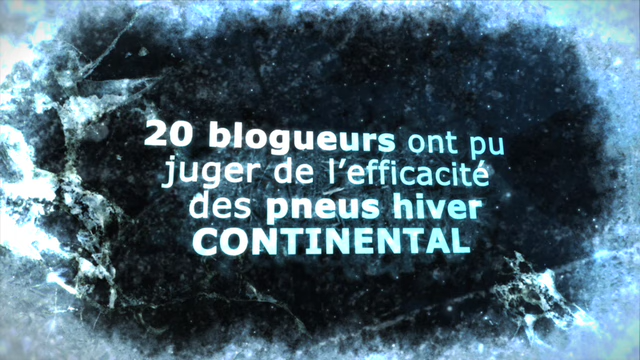 20 blogueurs ont pu
juger de l’efficacité
des pneus hiver
CONTINENTAL